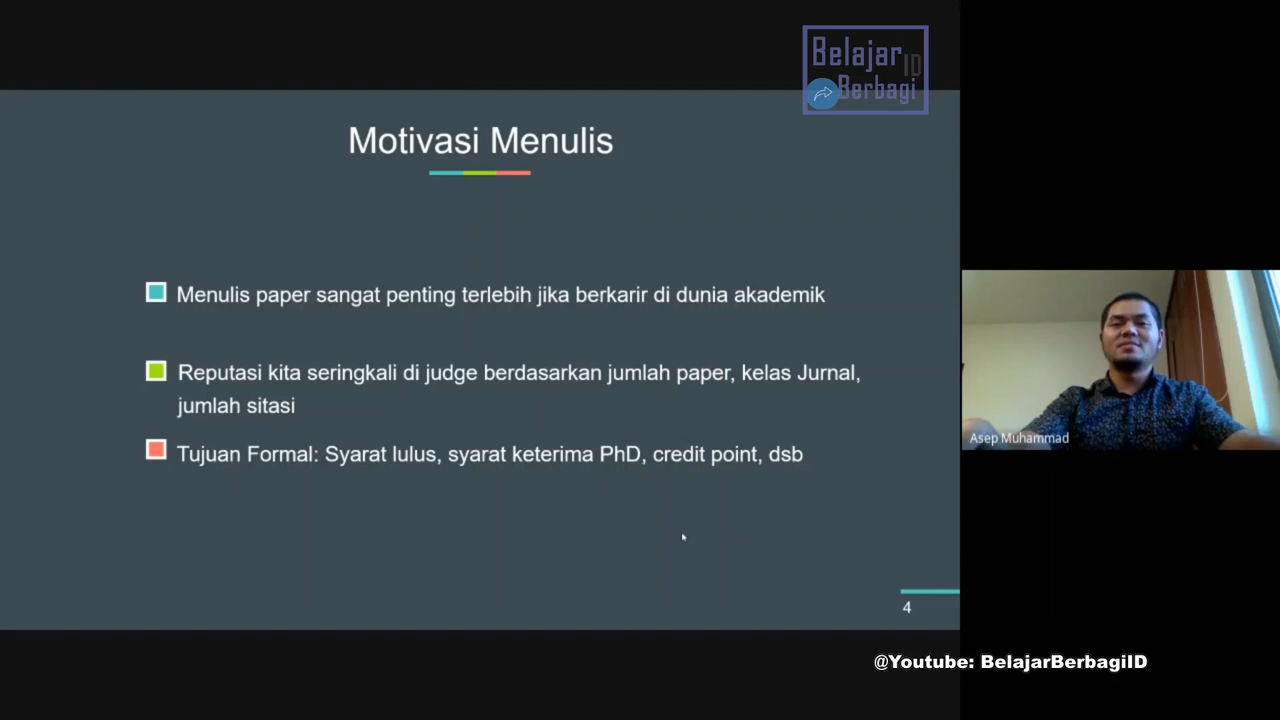 Belajar
ID
Berbagi
Motivasi Menulis
Menulis paper sangat penting terlebih jika berkarir di dunia akademik
Reputasi kita seringkali di judge berdasarkan jumlah paper, kelas Jurnal,
jumlah sitasi
Tujuan Formal: Syarat lulus, syarat keterima PhD, credit point, dsb
4
Asep Muhammad
@Youtube: BelajarBerbagiID